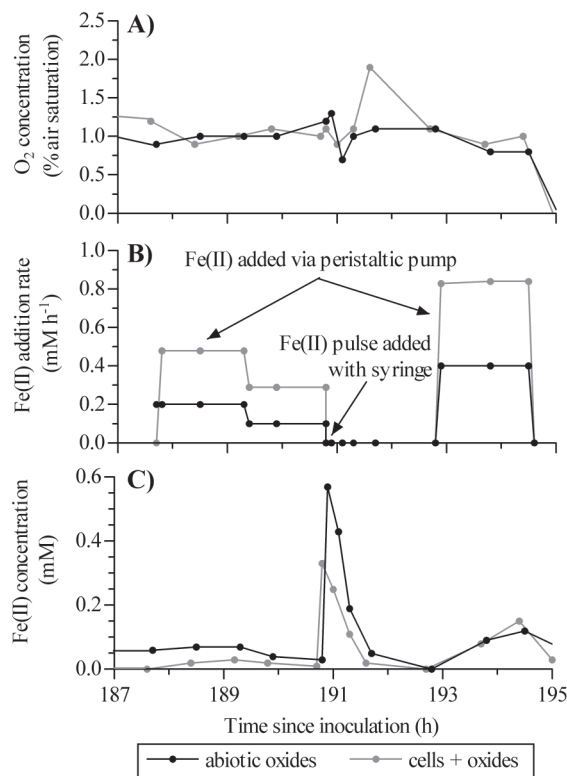 A)
O2 concentration
(% air saturation)
2.5
2.0
1.5
1.0
0.5
0.0
B)
Fe(II) addition rate
(mM h-1)
1.0
0.8
0.6
0.4
0.2
0.0
Fe(II) added via peristaltic pump
Fe(II) pulse added
with syringe
C)
Fe(II) concentration
(mM)
0.6
0.4
0.2
0.0
187 189 191 193 195
Time since inoculation (h)
abiotic oxides cells + oxides